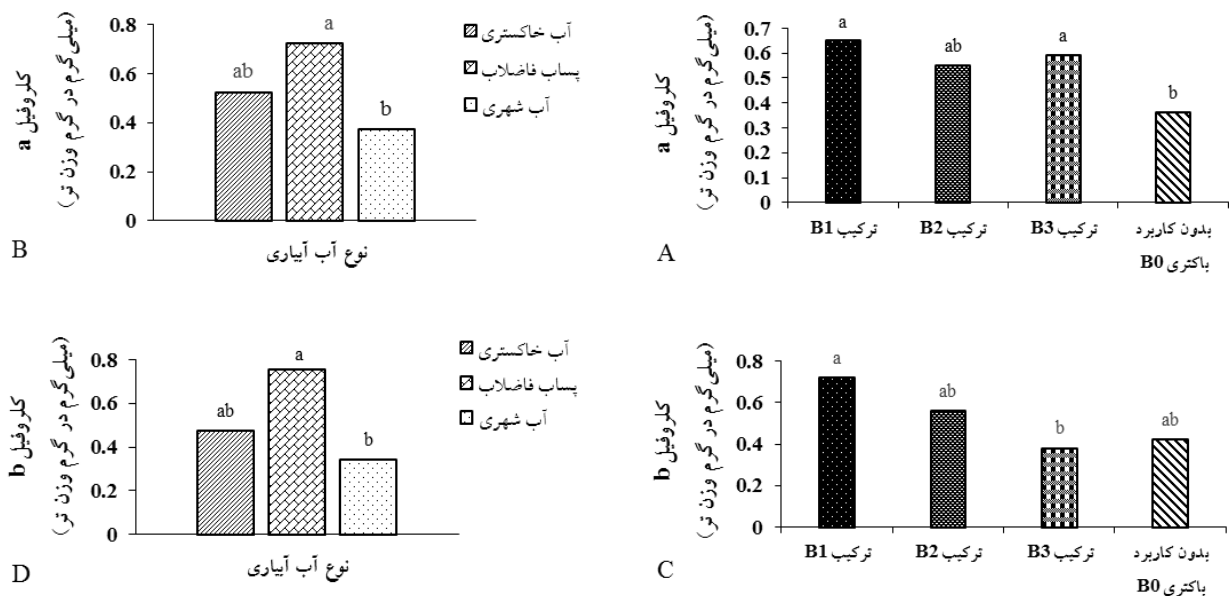 0.8
0.6
0.4
0.2
0
ab
a
b
کلروفیل a
(میلی گرم در گرم وزن تر)
نوع آب آبیاری
آب خاکستری
پساب فاضلاب
آب شهری
B
0.7
0.6
0.5
0.4
0.3
0.2
0.1
0
a
ab
a
b
کلروفیل a
(میلی گرم در گرم وزن تر)
ترکیب B1
ترکیب B2
ترکیب B3
بدون کاربرد
باکتری B0
A
0.8
0.6
0.4
0.2
0
ab
a
b
کلروفیل b
(میلی گرم در گرم وزن تر)
نوع آب آبیاری
آب خاکستری
پساب فاضلاب
آب شهری
D
0.8
0.6
0.4
0.2
0
a
ab
b
ab
کلروفیل b
(میلی گرم در گرم وزن تر)
ترکیب B1
ترکیب B2
ترکیب B3
بدون کاربرد
باکتری B0
C